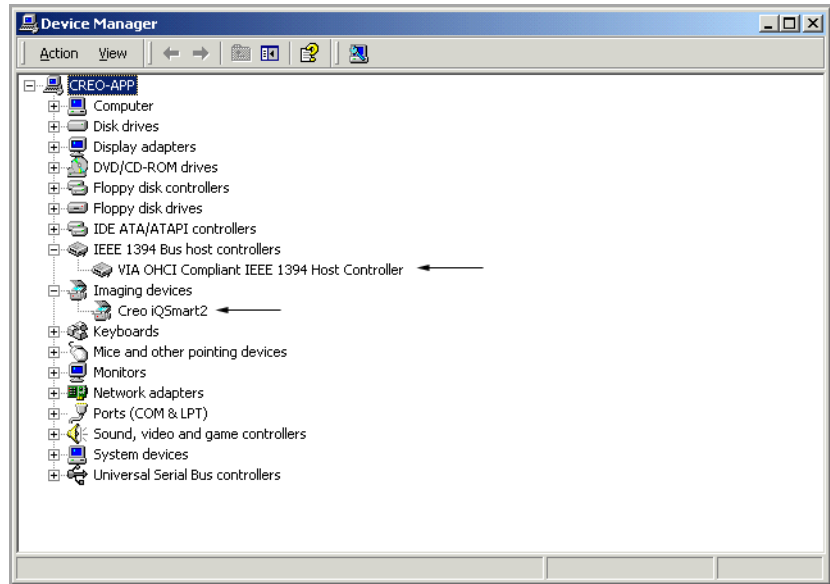 Device Manager
Action View
CREO-APP
Computer
Disk drives
Display adapters
DVD/CD-ROM drives
Floppy disk controllers
Floppy disk drives
IDE ATA/ATAPI controllers
IEEE 1394 Bus host controllers
VIA OHCI Compliant IEEE 1394 Host Controller
Imaging devices
Creo iQSmart2
Keyboards
Mice and other pointing devices
Monitors
Network adapters
Ports (COM & LPT)
Sound, video and game controllers
System devices
Universal Serial Bus controllers